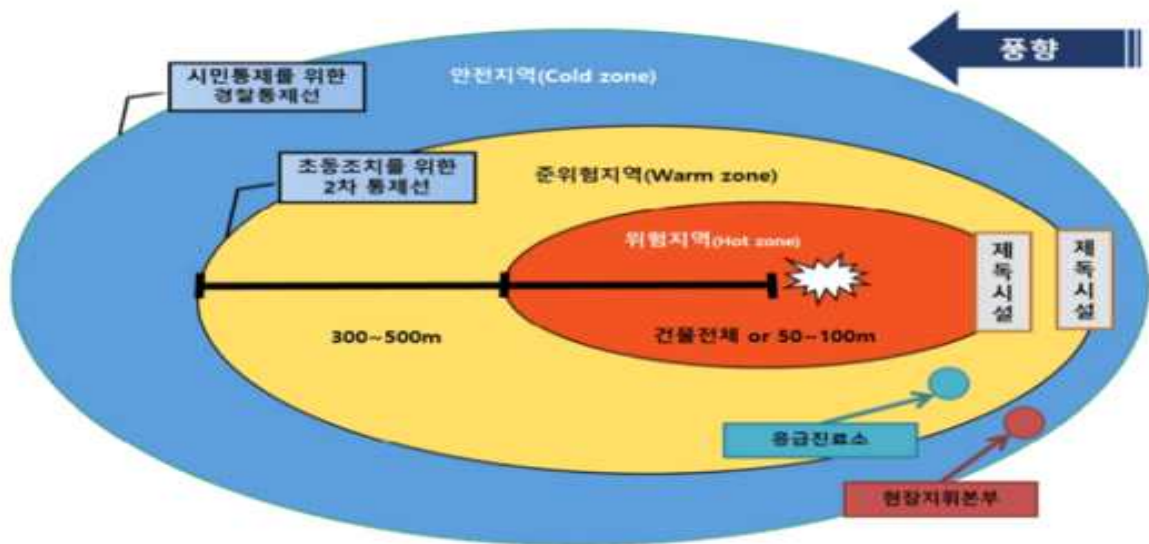 풍향
안전지역(Cold zone)
시민통제를 위한
경찰통제선
초동조치를 위한
2차 통제선
준위험지역(Warm zone)
위험지역(Hot zone)
제독시설
제독시설
300~500m
건물전체 or 50~100m
응급진료소
현장지휘본부